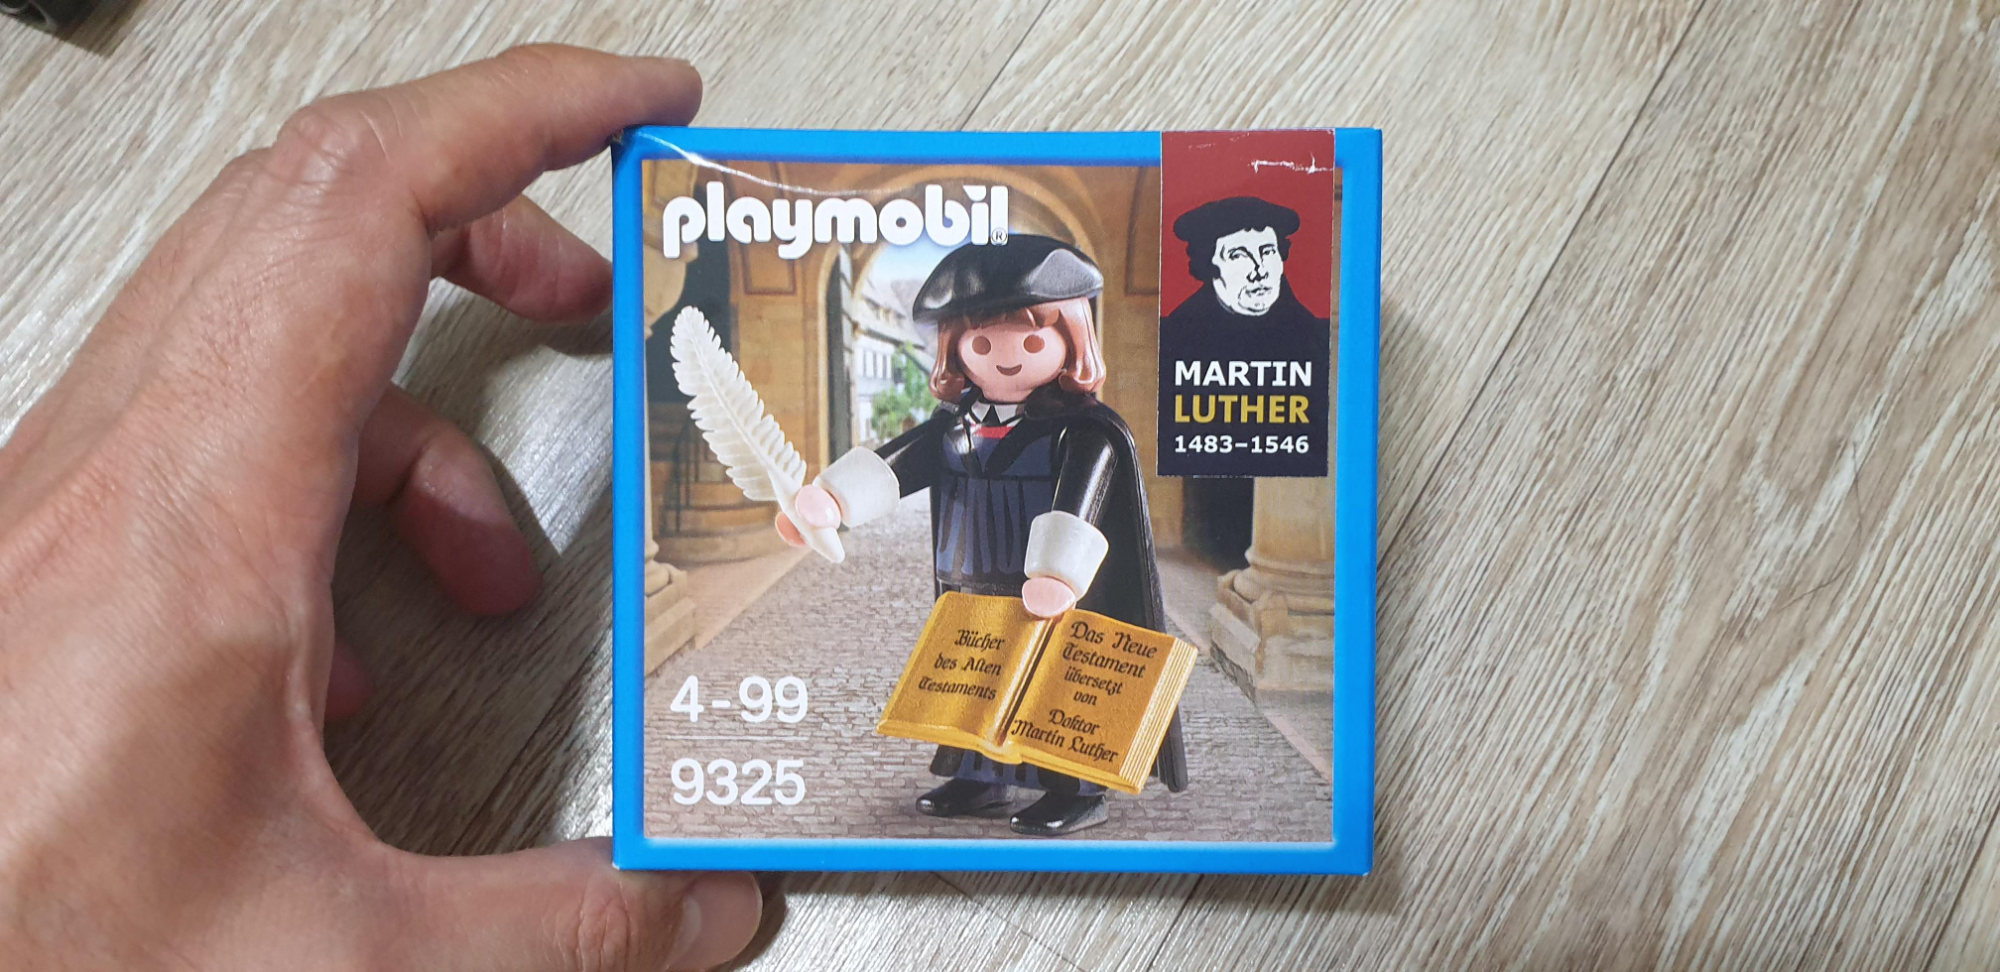 playmobil®
MARTIN
LUTHER
1483–1546
Bücher
des Alten
Testaments
Das Neue
Testament
übersetzt
von
Doktor
Martin Luther
4-99
9325